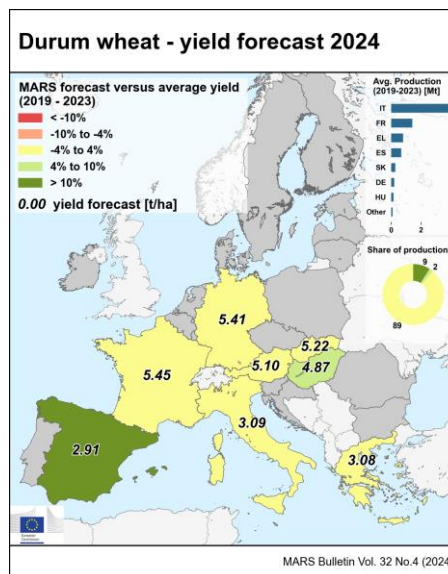 Durum wheat - yield forecast 2024
MARS forecast versus average yield
(2019 - 2023)
< -10%
-10% to -4%
-4% to 4%
4% to 10%
> 10%
0.00 yield forecast [t/ha]
Avg. Production
(2019-2023) [Mt]
IT
FR
EL
ES
SK
DE
HU
Other
0 2
Share of production
9
2
89
5.41
5.22
5.45
5.10
4.87
3.09
2.91
3.08
European
Commission
MARS Bulletin Vol. 32 No.4 (2024